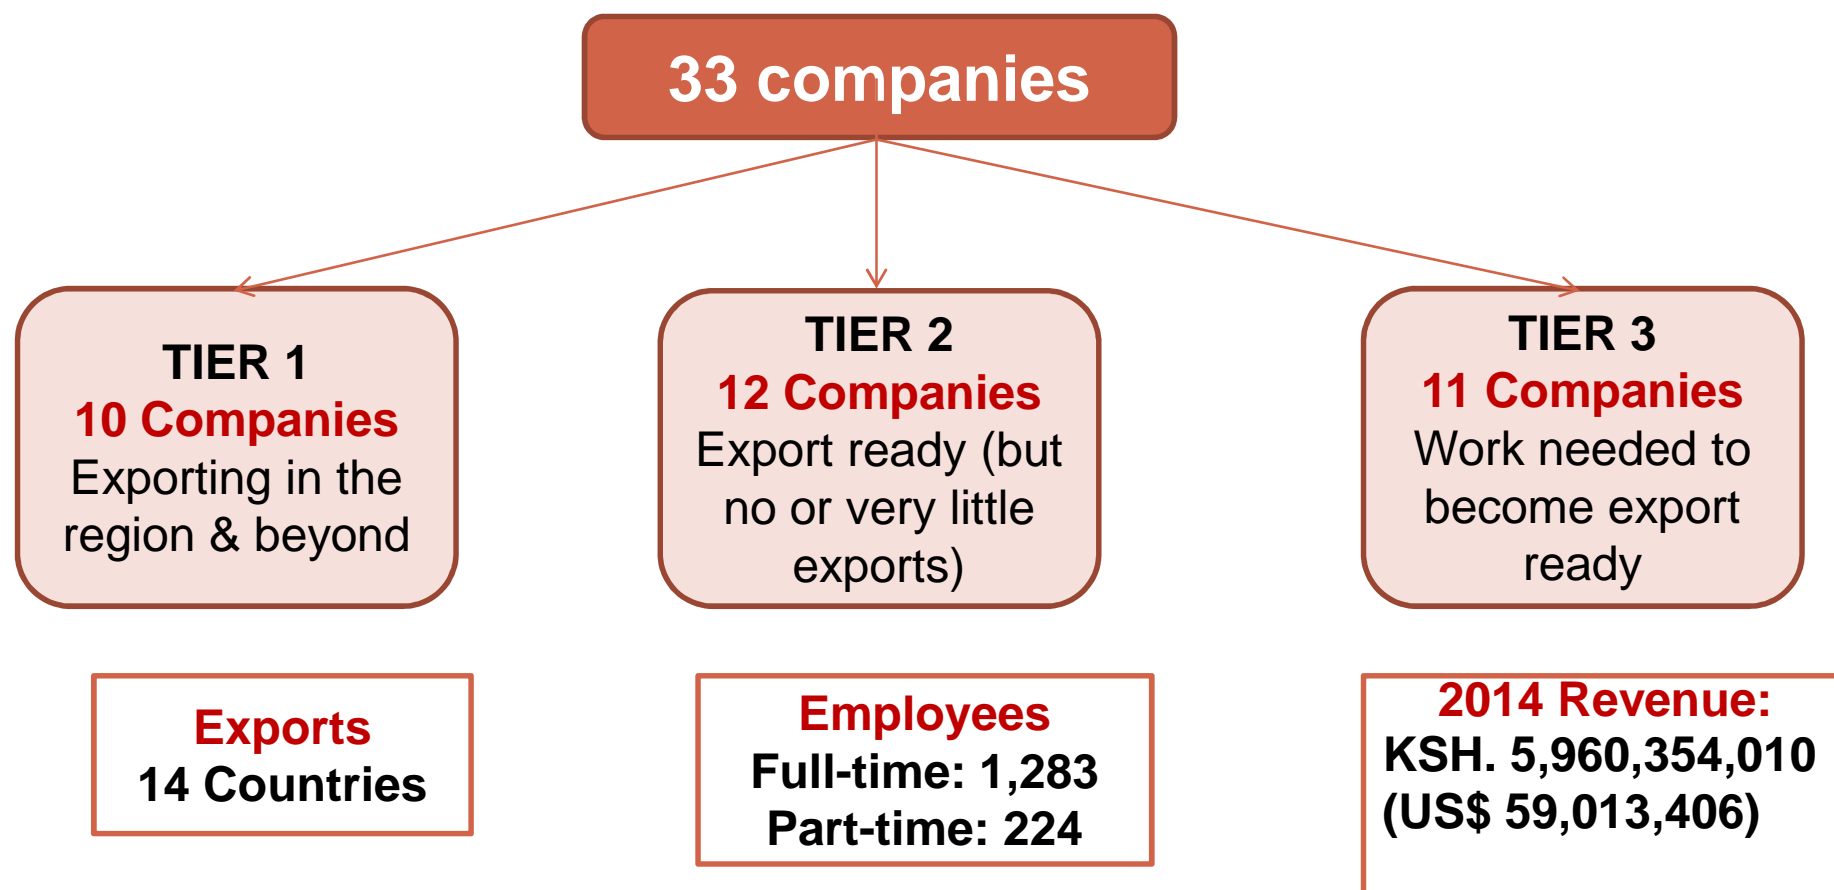 33 companies
TIER 1
10 Companies
Exporting in the
region & beyond
TIER 2
12 Companies
Export ready (but
no or very little
exports)
TIER 3
11 Companies
Work needed to
become export
ready
Exports
14 Countries
Employees
Full-time: 1,283
Part-time: 224
2014 Revenue:
KSH. 5,960,354,010
(US$ 59,013,406)